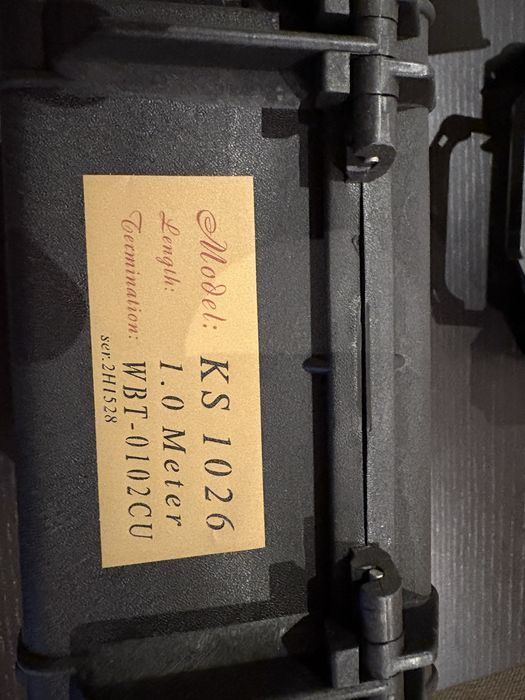 Model: KS 1026
Length: 1.0 Meter
Termination: WBT-0102CU
ser.2H1528